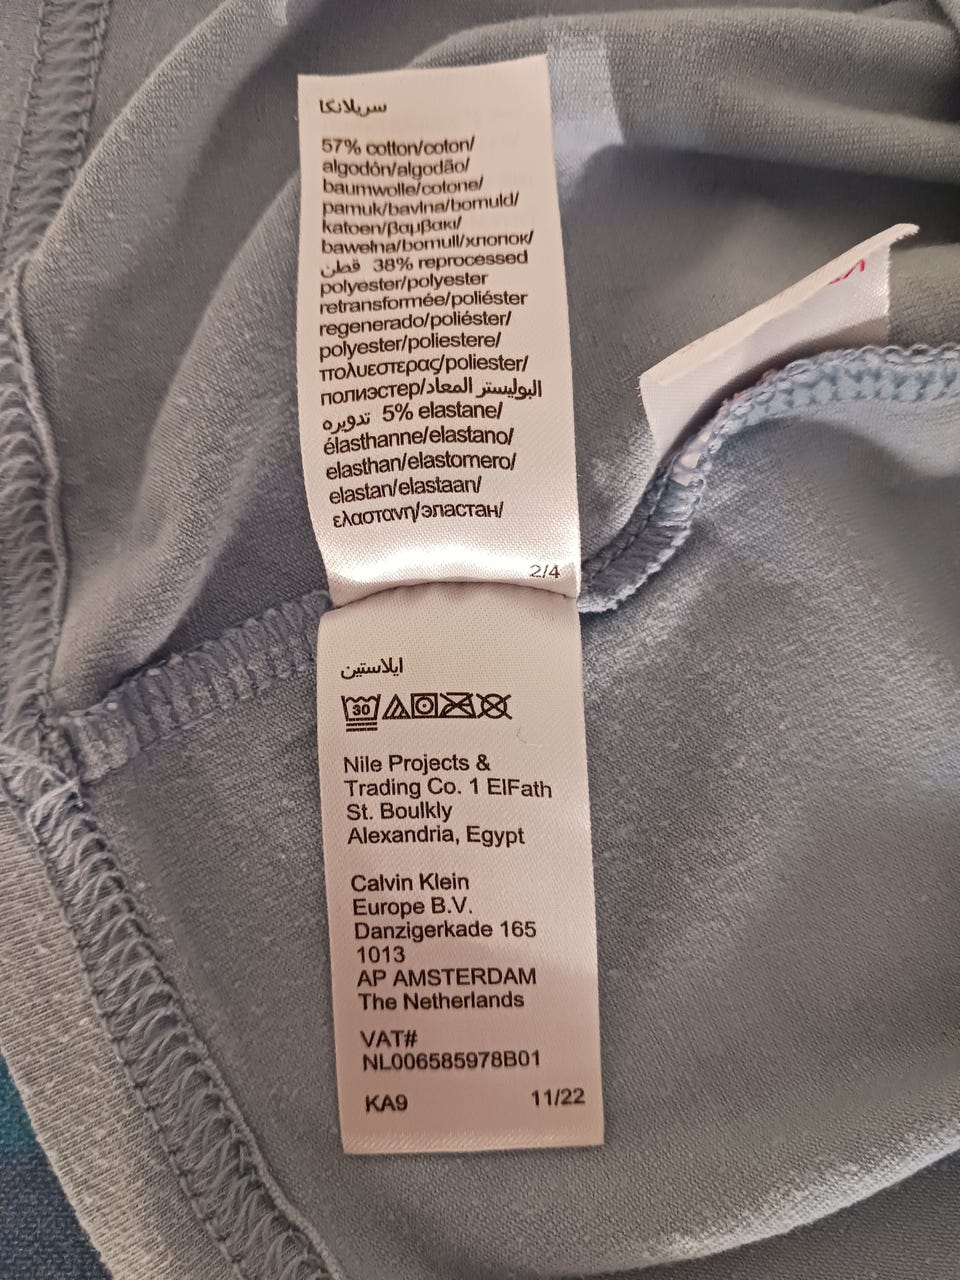 سريلانكا
57% cotton/coton/
algodón/algodão/
baumwolle/cotone/
pamuk/bavlna/bomuld/
katoen/βαμβακι/
bawełna/bomull/хлопок/
قطن 38% reprocessed
polyester/polyester
retransformée/poliéster
regenerado/poliéster/
polyester/poliestere/
πολυεστερας/poliester/
полиэстер/البوليستر المعاد
تدويره 5% elastane/
élasthanne/elastano/
elasthan/elastomero/
elastan/elastaan/
ελαστανη/эластан/
2/4
ايلاستين
30
Nile Projects &
Trading Co. 1 ElFath
St. Boulkly
Alexandria, Egypt
Calvin Klein
Europe B.V.
Danzigerkade 165
1013
AP AMSTERDAM
The Netherlands
VAT#
NL006585978B01
KA9 11/22